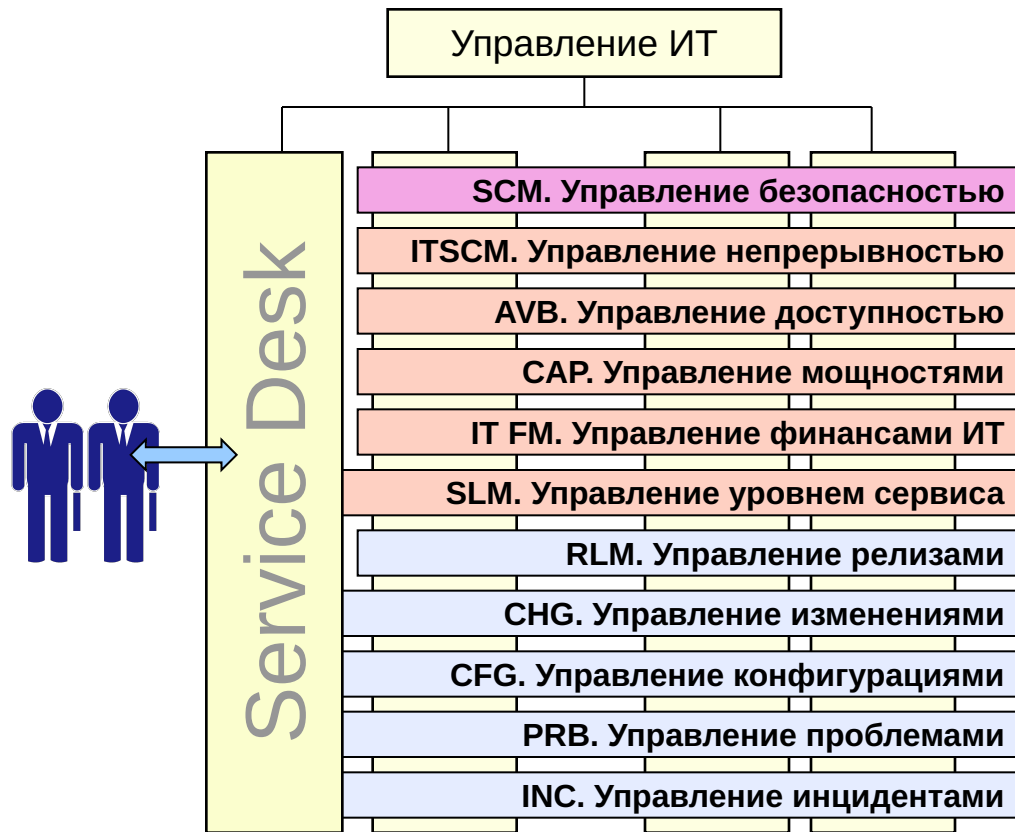 Управление ИТ
Service Desk
SCM. Управление безопасностью
ITSCM. Управление непрерывностью
AVB. Управление доступностью
CAP. Управление мощностями
IT FM. Управление финансами ИТ
SLM. Управление уровнем сервиса
RLM. Управление релизами
CHG. Управление изменениями
CFG. Управление конфигурациями
PRB. Управление проблемами
INC. Управление инцидентами